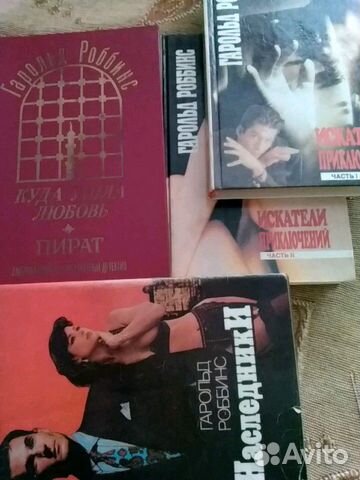 Гарольд Роббинс
КУДА УШЛА
ЛЮБОВЬ
ПИРАТ
ГАРОЛЬД РОББИНС
ИСКАТЕЛИ
ПРИКЛЮЧЕНИЙ
ЧАСТЬ II
ГАРОЛЬД РОББ
ИСКАТЕ
ПРИКЛЮ
ЧАСТЬ I
ГАРОЛЬД
РОББИНС
Наследники
Avito